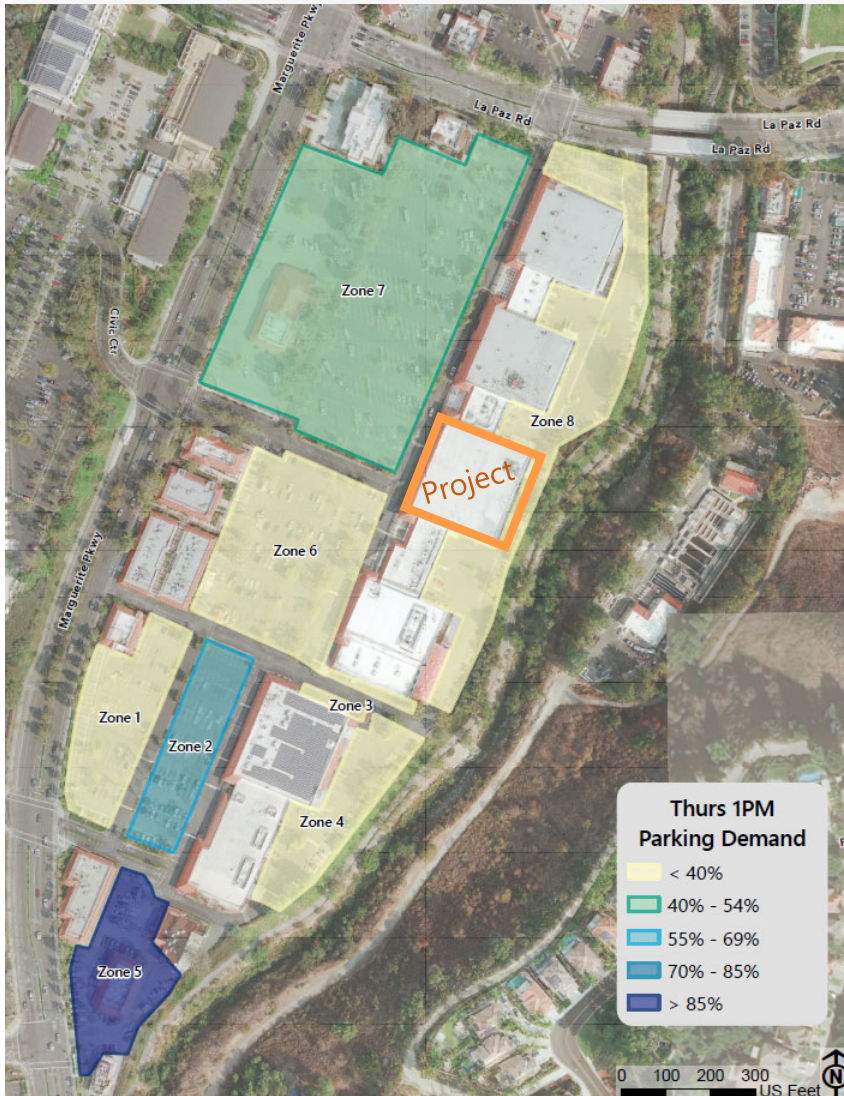 Marguerite Pkwy
La Paz Rd
La Paz Rd
La Paz Rd
Zone 7
Civic Ctr
Zone 8
Project
Zone 6
Marguerite Pkwy
Zone 3
Zone 1
Zone 2
Zone 4
Zone 5
Thurs 1PM
Parking Demand
< 40%
40% - 54%
55% - 69%
70% - 85%
> 85%
0 100 200 300
US Feet
N